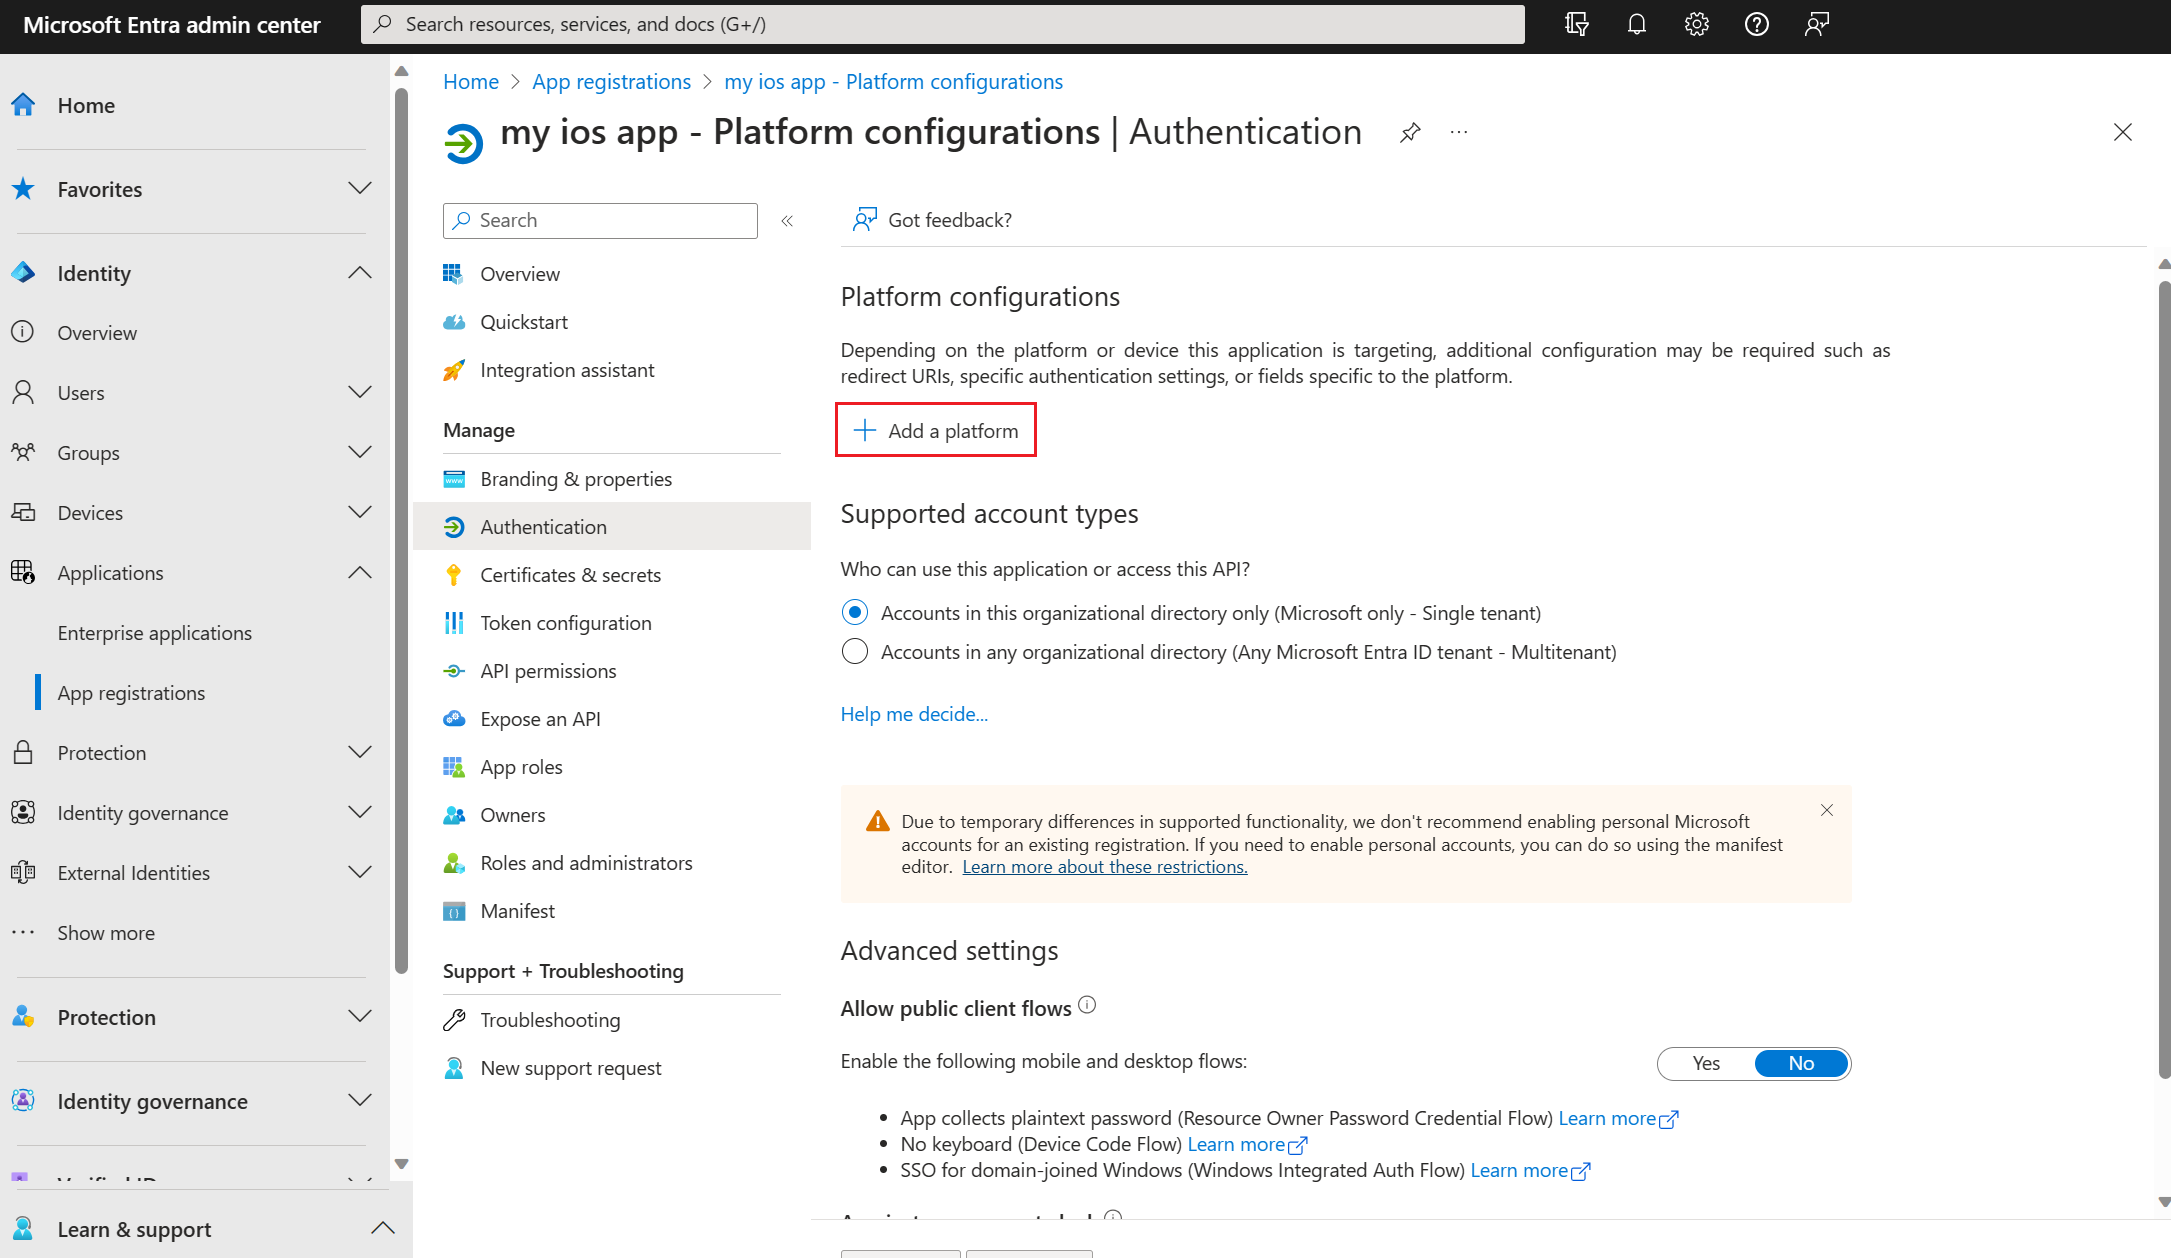 Microsoft Entra admin center
Search resources, services, and docs (G+/)
Home
Favorites
Identity
Overview
Users
Groups
Devices
Applications
Enterprise applications
App registrations
Protection
Identity governance
External Identities
Show more
Protection
Identity governance
Learn & support
Home > App registrations > my ios app - Platform configurations
my ios app - Platform configurations | Authentication
Search
Overview
Quickstart
Integration assistant
Manage
Branding & properties
Authentication
Certificates & secrets
Token configuration
API permissions
Expose an API
App roles
Owners
Roles and administrators
Manifest
Support + Troubleshooting
Troubleshooting
New support request
Got feedback?
Platform configurations
Depending on the platform or device this application is targeting, additional configuration may be required such as
redirect URIs, specific authentication settings, or fields specific to the platform.
Add a platform
Supported account types
Who can use this application or access this API?
Accounts in this organizational directory only (Microsoft only - Single tenant)
Accounts in any organizational directory (Any Microsoft Entra ID tenant - Multitenant)
Help me decide...
Due to temporary differences in supported functionality, we don't recommend enabling personal Microsoft
accounts for an existing registration. If you need to enable personal accounts, you can do so using the manifest
editor. Learn more about these restrictions.
Advanced settings
Allow public client flows
Enable the following mobile and desktop flows:
Yes No
• App collects plaintext password (Resource Owner Password Credential Flow) Learn more
• No keyboard (Device Code Flow) Learn more
• SSO for domain-joined Windows (Windows Integrated Auth Flow) Learn more